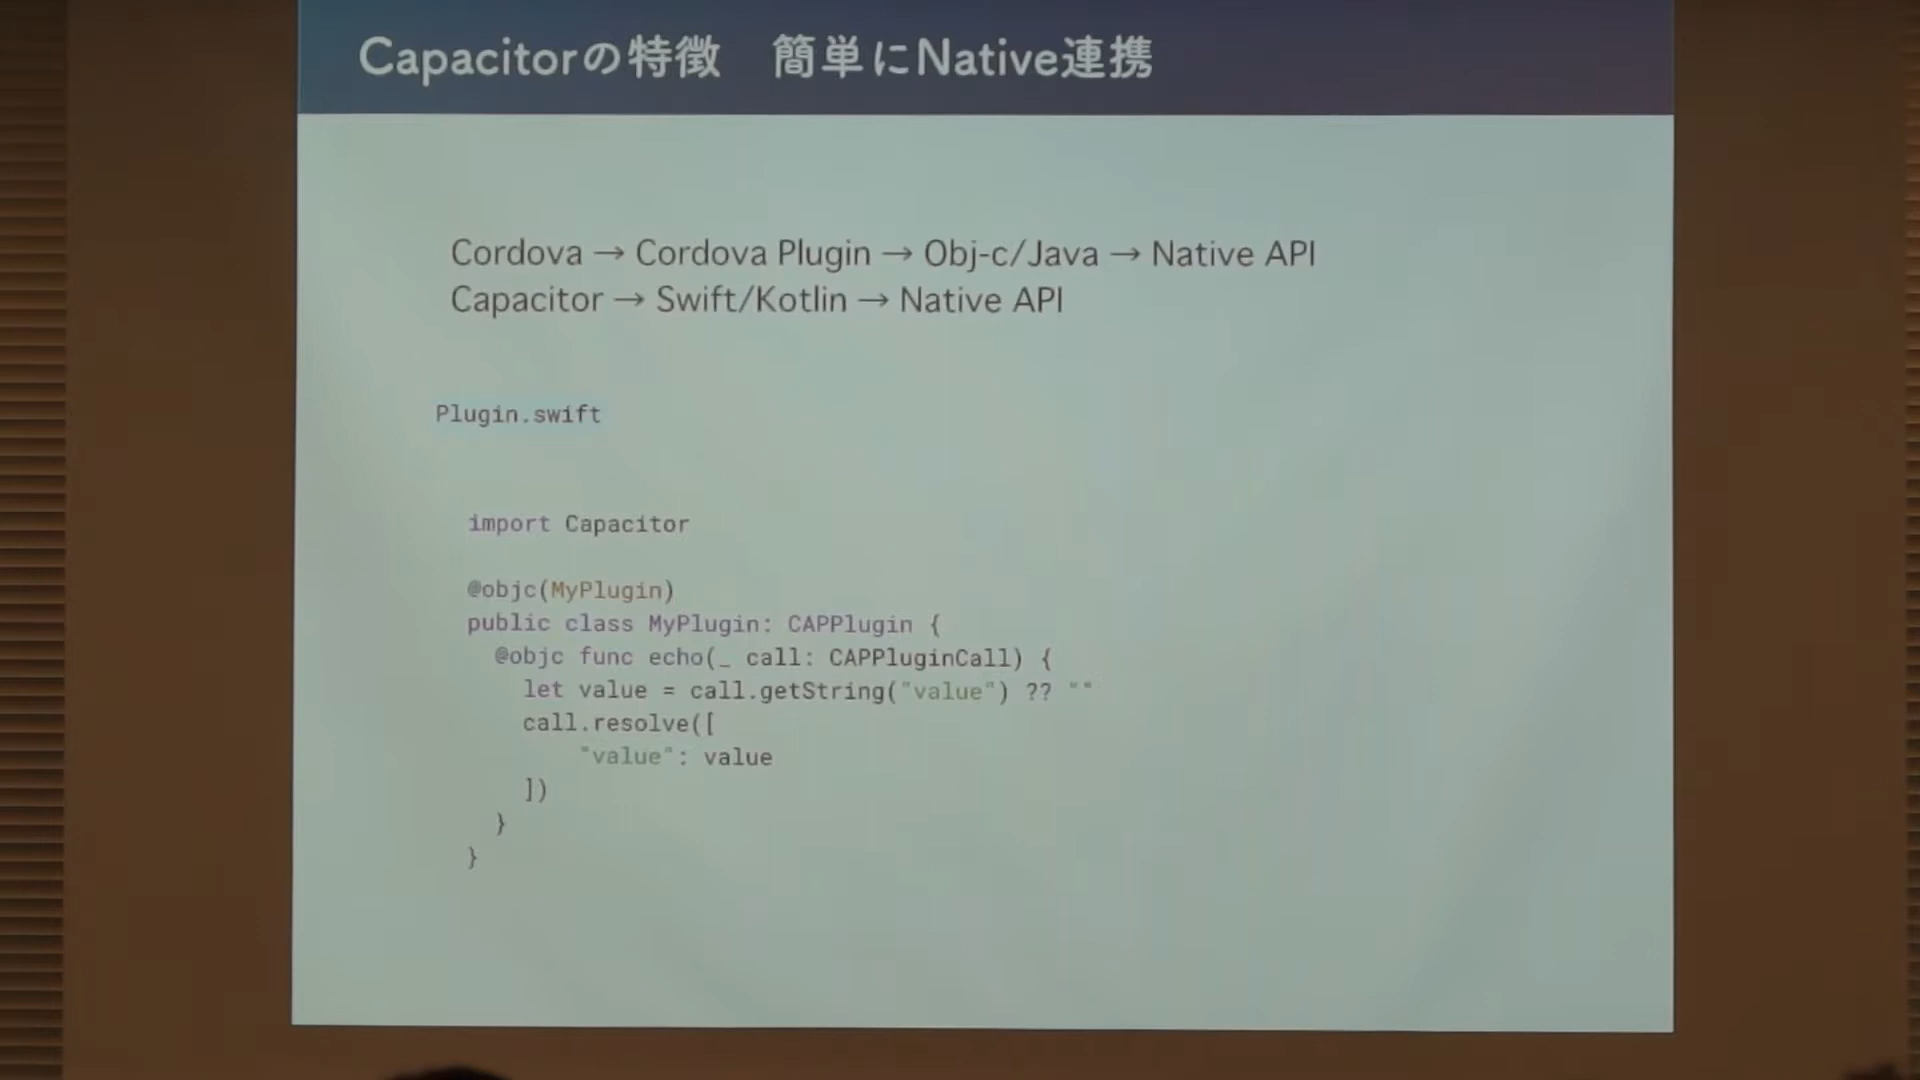 Capacitorの特徴　簡単にNative連携
Cordova → Cordova Plugin → Obj-c/Java → Native API
Capacitor → Swift/Kotlin → Native API
Plugin.swift
import Capacitor
@objc(MyPlugin)
public class MyPlugin: CAPPlugin {
@objc func echo(_ call: CAPPluginCall) {
let value = call.getString("value") ?? ""
call.resolve([
"value": value
])
}
}